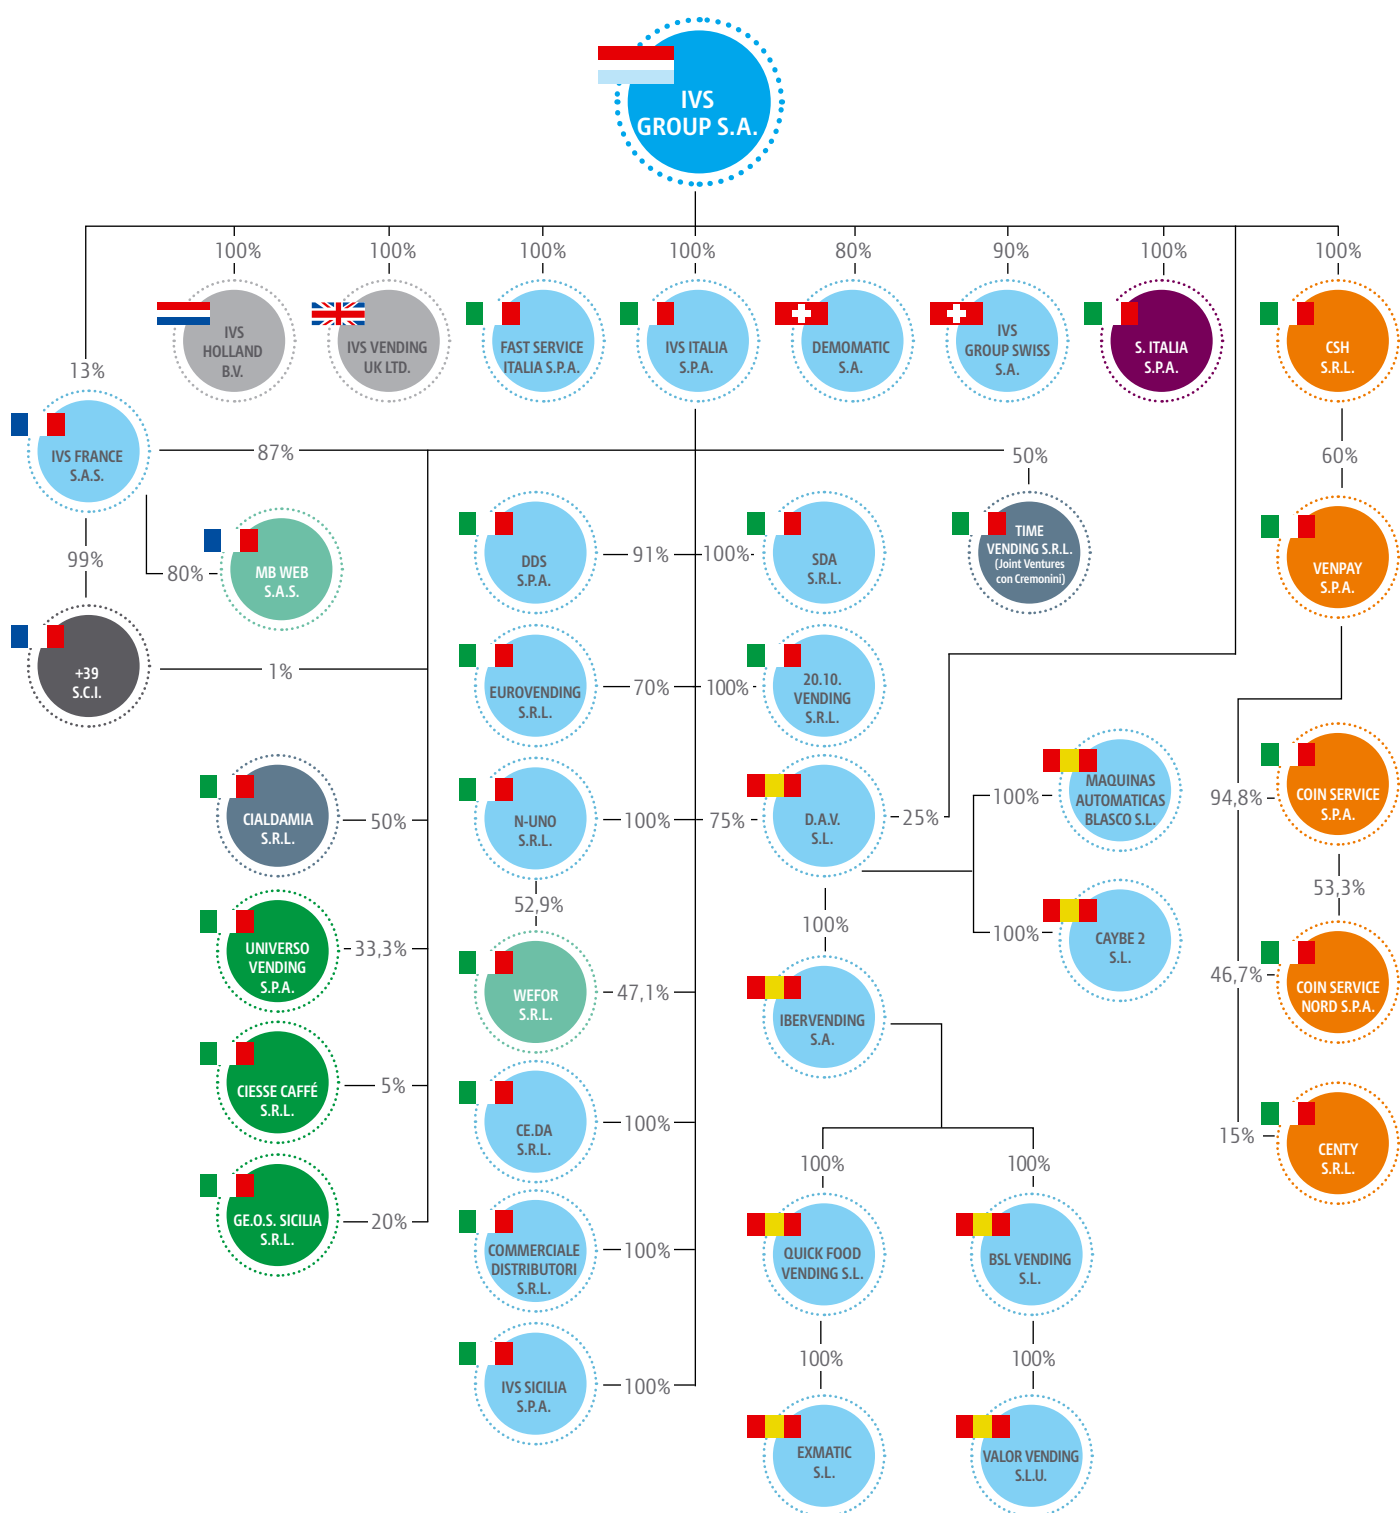 IVS
GROUP S.A.
100%
100%
100%
100%
80%
90%
100%
100%
IVS
HOLLAND
B.V.
IVS VENDING
UK LTD.
FAST SERVICE
ITALIA S.P.A.
IVS ITALIA
S.P.A.
DEMOMATIC
S.A.
IVS
GROUP SWISS
S.A.
S. ITALIA
S.P.A.
CSH
S.R.L.
13%
IVS FRANCE
S.A.S.
87%
50%
60%
99%
80%
MB WEB
S.A.S.
DDS
S.P.A.
91%
100%
SDA
S.R.L.
TIME
VENDING S.R.L.
(Joint Ventures
con Cremonini)
VENPAY
S.P.A.
+39
S.C.I.
1%
EUROVENDING
S.R.L.
70%
100%
20.10.
VENDING
S.R.L.
CIALDAMIA
S.R.L.
50%
N-UNO
S.R.L.
100%
75%
D.A.V.
S.L.
25%
100%
MAQUINAS
AUTOMATICAS
BLASCO S.L.
94,8%
COIN SERVICE
S.P.A.
52,9%
100%
100%
CAYBE 2
S.L.
53,3%
UNIVERSO
VENDING
S.P.A.
33,3%
WEFOR
S.R.L.
47,1%
IBERVENDING
S.A.
46,7%
COIN SERVICE
NORD S.P.A.
CIESSE CAFFÉ
S.R.L.
5%
CE.DA
S.R.L.
100%
100%
100%
15%
CENTY
S.R.L.
GE.O.S. SICILIA
S.R.L.
20%
COMMERCIALE
DISTRIBUTORI
S.R.L.
100%
QUICK FOOD
VENDING S.L.
BSL VENDING
S.L.
IVS SICILIA
S.P.A.
100%
100%
100%
EXMATIC
S.L.
VALOR VENDING
S.L.U.